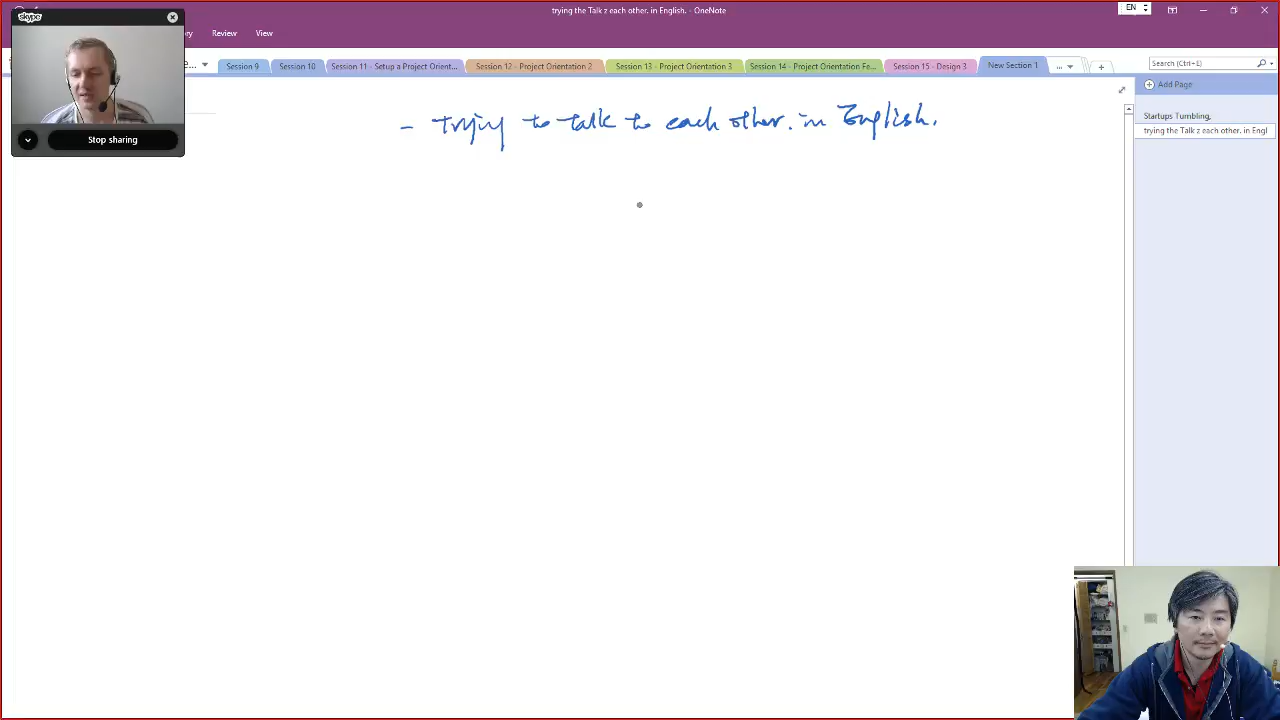 skype
trying the Talk z each other. in English. - OneNote
EN
ry
Review
View
e...
Session 9
Session 10
Session 11 - Setup a Project Orient...
Session 12 - Project Orientation 2
Session 13 - Project Orientation 3
Session 14 - Project Orientation Fe...
Session 15 - Design 3
New Section 1
...
+
Search (Ctrl+E)
Add Page
Stop sharing
- trying to talk to each other. in English.
Startups Tumbling,
trying the Talk z each other. in Engl